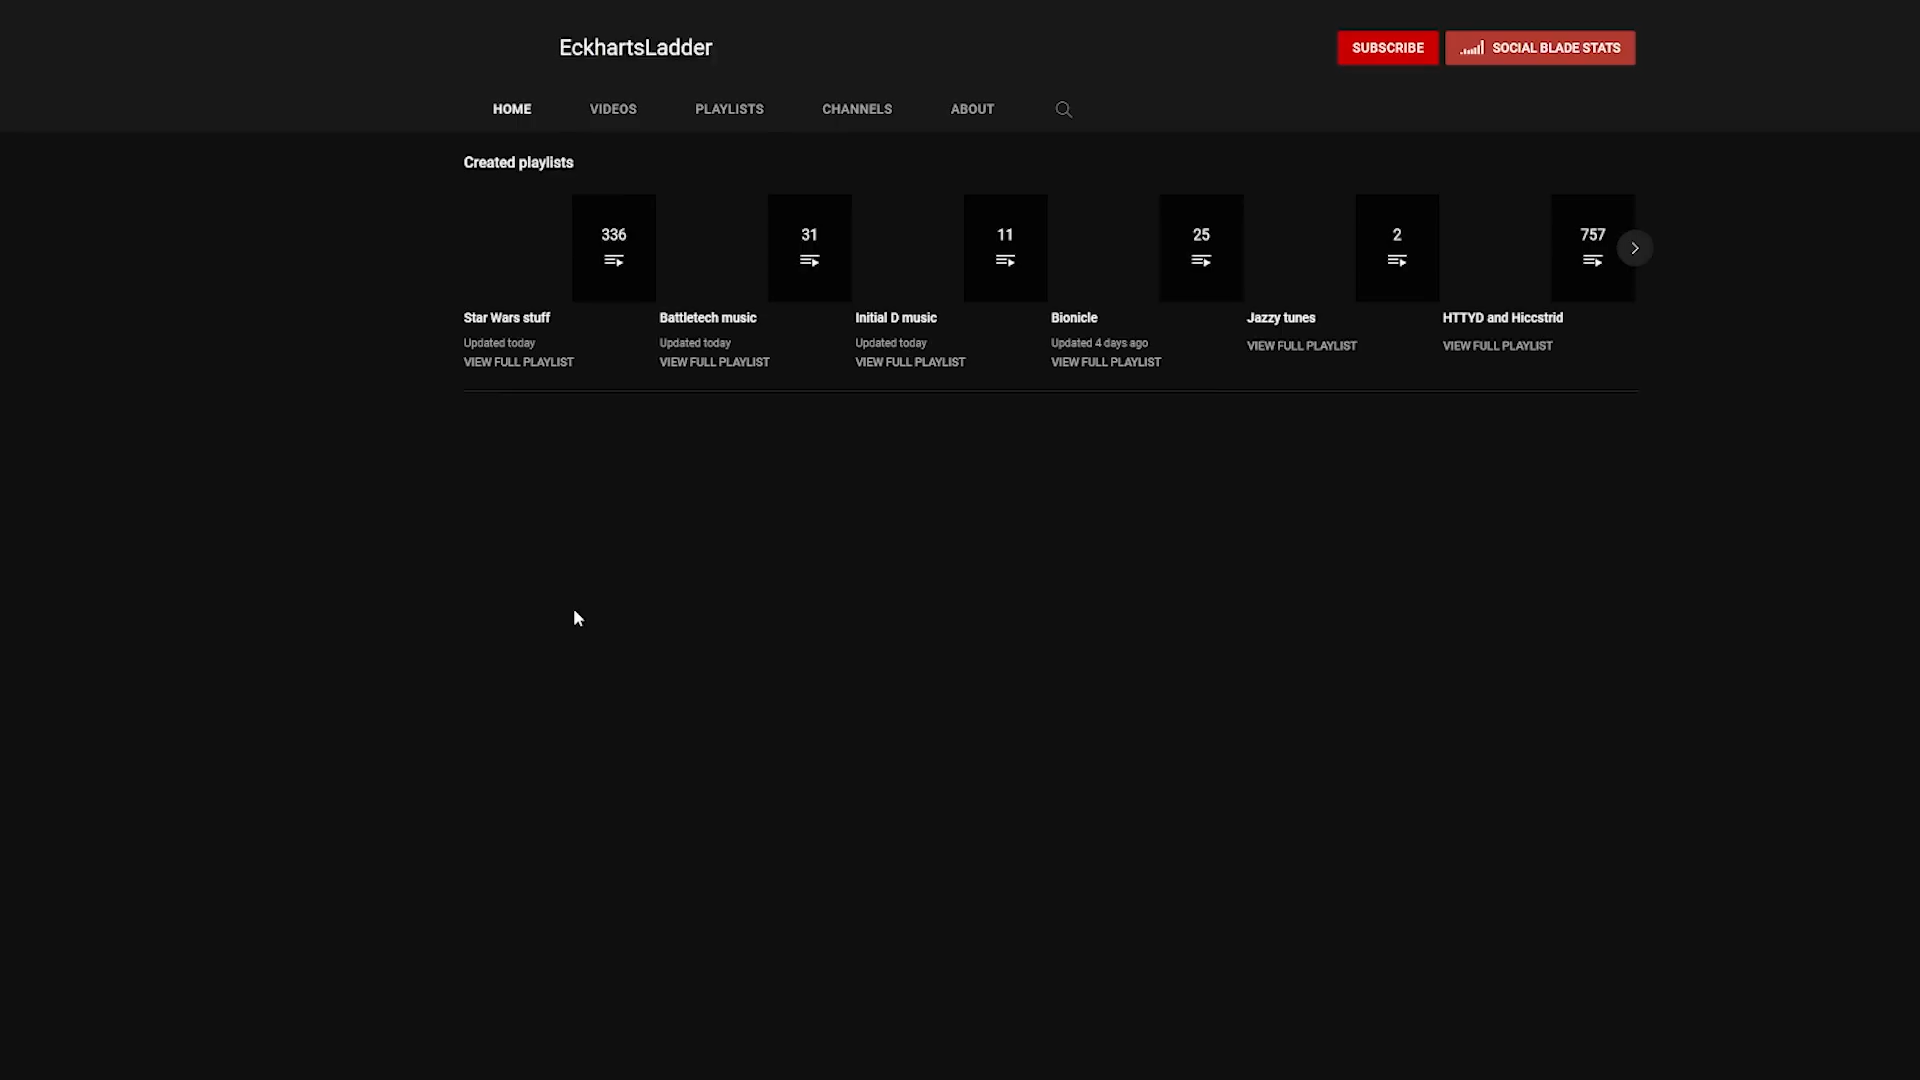 EckhartsLadder
SUBSCRIBE
SOCIAL BLADE STATS
HOME VIDEOS PLAYLISTS CHANNELS ABOUT
Created playlists
336 31 11 25 2 757
Star Wars stuff Battletech music Initial D music Bionicle Jazzy tunes HTTYD and Hiccstrid
Updated today Updated today Updated today Updated 4 days ago
VIEW FULL PLAYLIST VIEW FULL PLAYLIST VIEW FULL PLAYLIST VIEW FULL PLAYLIST VIEW FULL PLAYLIST VIEW FULL PLAYLIST